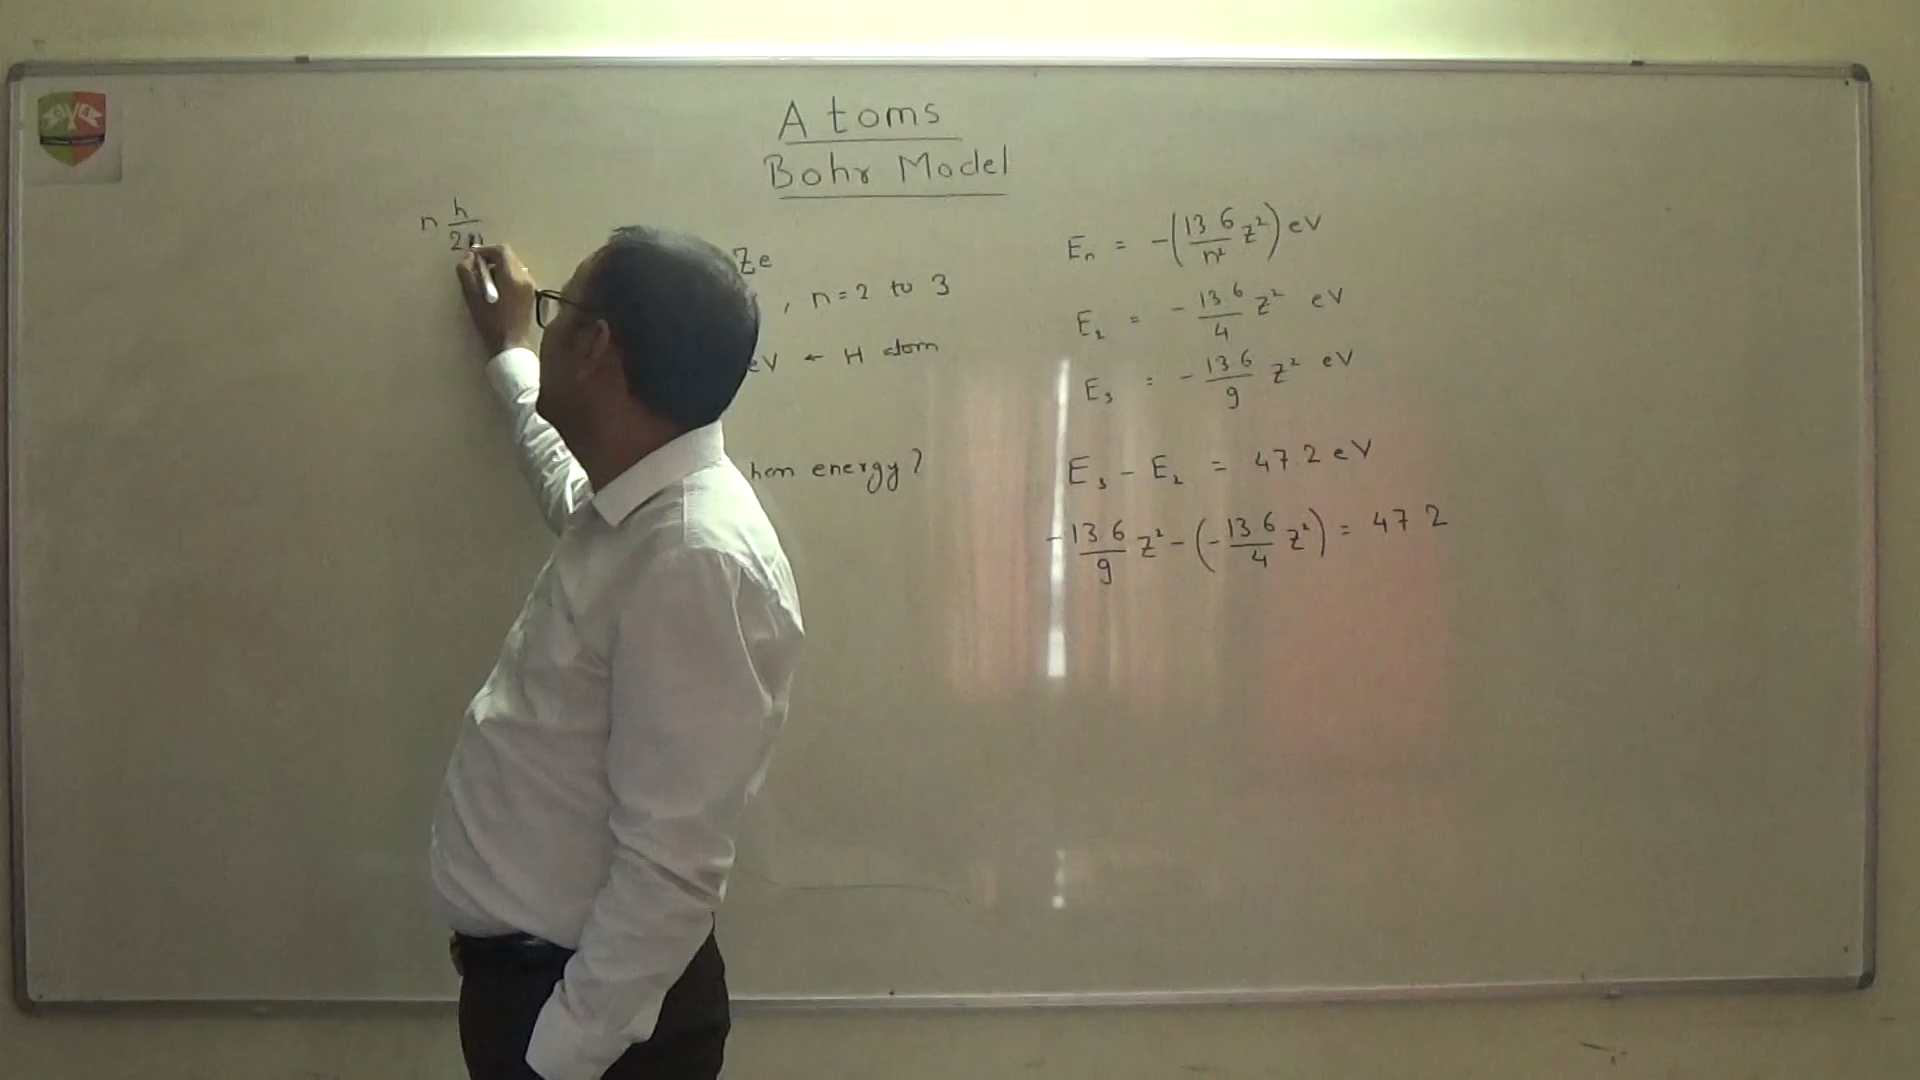 Atoms
Bohr Model
n h/2
Ze
, n = 2 to 3
eV ← H atom
energy?
Eₙ = -(13.6/n² z²) eV
E₂ = - 13.6/4 z² eV
E₃ = - 13.6/9 z² eV
E₃ - E₂ = 47.2 eV
- 13.6/9 z² - (- 13.6/4 z²) = 47.2